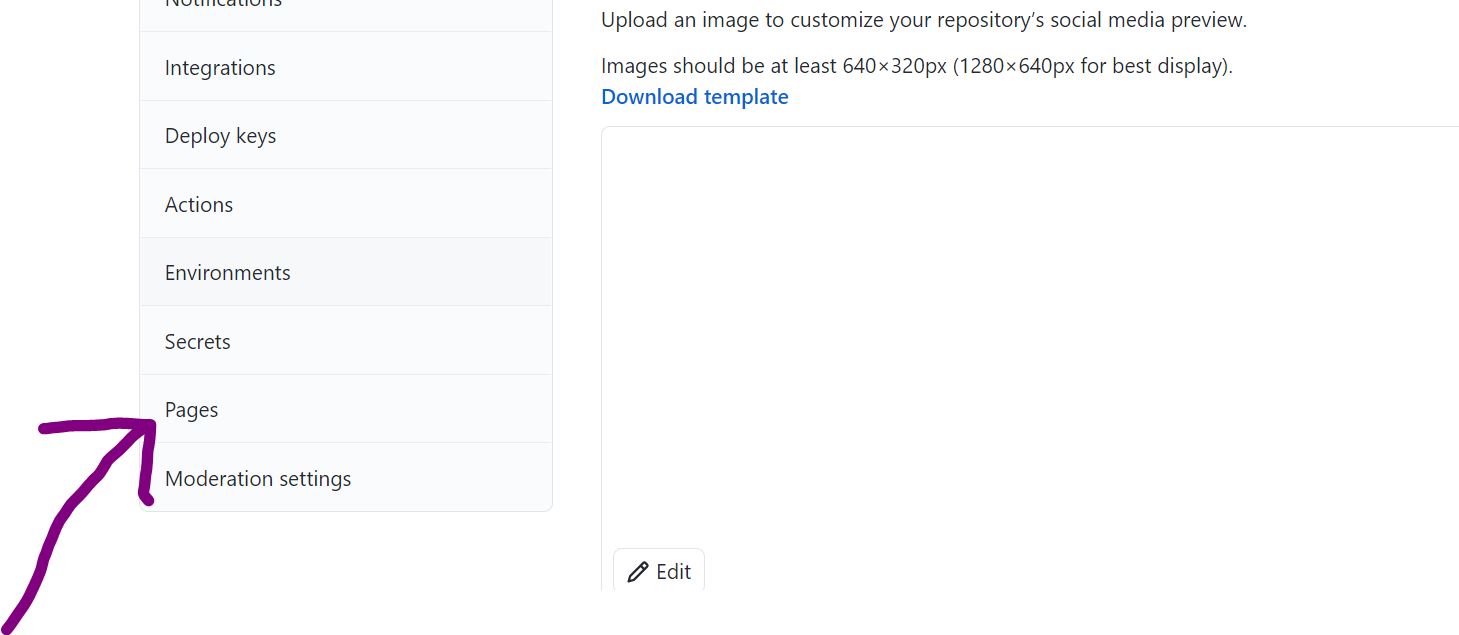 Notifications
Integrations
Deploy keys
Actions
Environments
Secrets
Pages
Moderation settings
Upload an image to customize your repository’s social media preview.
Images should be at least 640×320px (1280×640px for best display).
Download template
Edit